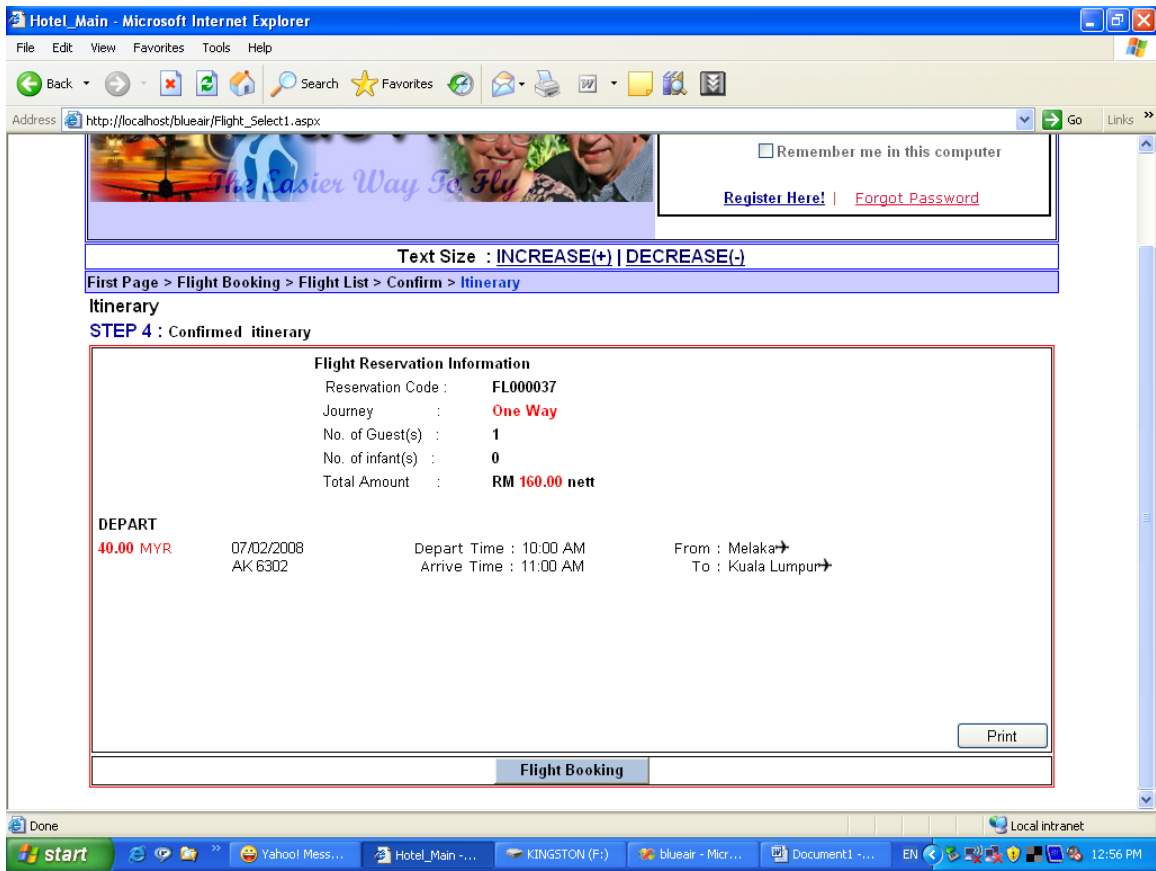 Hotel_Main - Microsoft Internet Explorer
File Edit View Favorites Tools Help
Back Search Favorites
Address http://localhost/blueair/Flight_Select1.aspx Go Links »
Remember me in this computer
The Easier Way To Fly
Register Here! | Forgot Password
Text Size : INCREASE(+) | DECREASE(-)
First Page > Flight Booking > Flight List > Confirm > Itinerary
Itinerary
STEP 4 : Confirmed itinerary
Flight Reservation Information
Reservation Code : FL000037
Journey : One Way
No. of Guest(s) : 1
No. of infant(s) : 0
Total Amount : RM 160.00 nett
DEPART
40.00 MYR 07/02/2008 Depart Time : 10:00 AM From : Melaka
AK 6302 Arrive Time : 11:00 AM To : Kuala Lumpur
Print
Flight Booking
Done Local intranet
start » Yahoo! Mess... Hotel_Main -... KINGSTON (F:) blueair - Micr... Document1 -... EN 12:56 PM